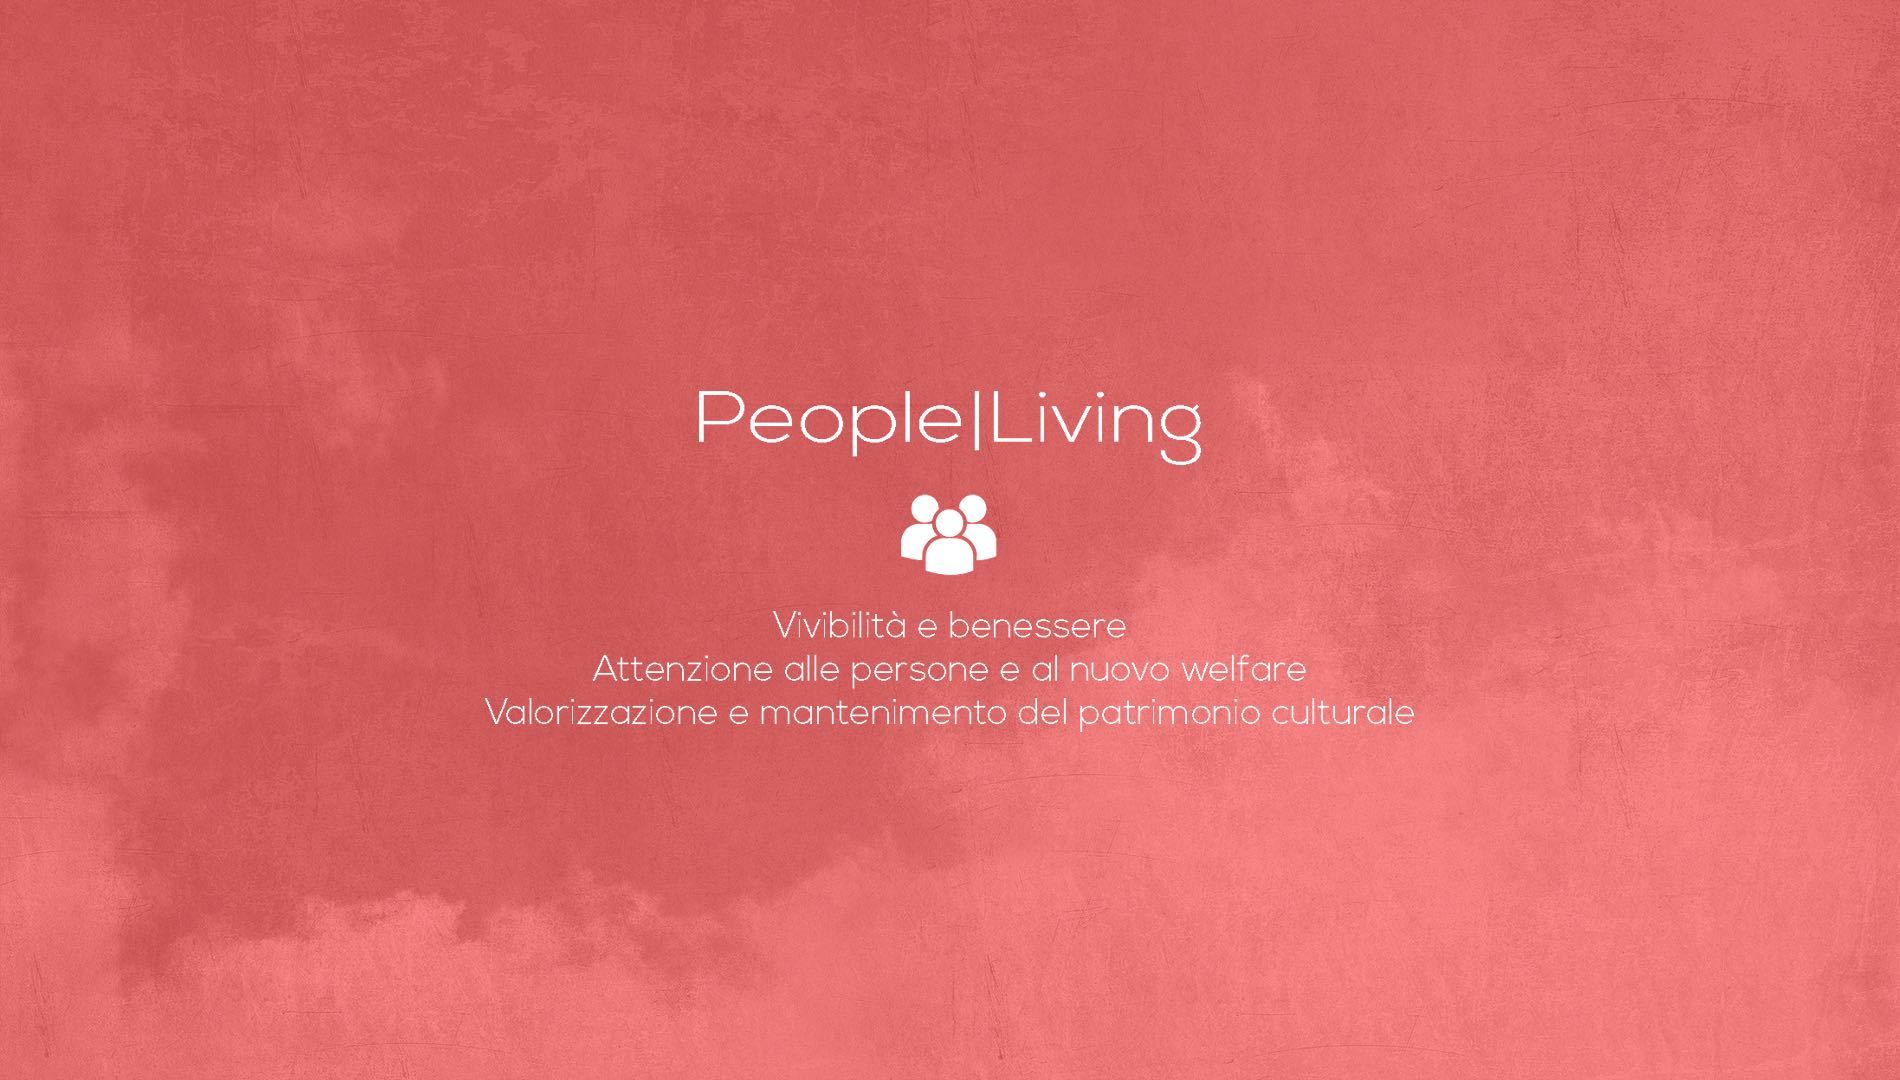 People|Living
Vivibilità e benessere
Attenzione alle persone e al nuovo welfare
Valorizzazione e mantenimento del patrimonio culturale